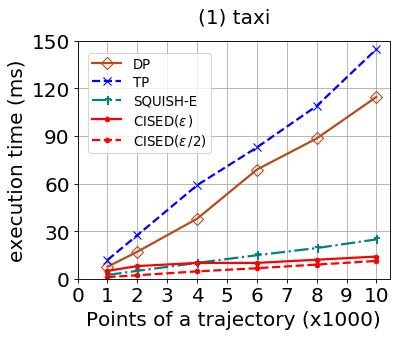 (1) taxi
execution time (ms)
150
120
90
60
30
0
DP
TP
SQUISH-E
CISED(ε)
CISED(ε/2)
0 1 2 3 4 5 6 7 8 9 10
Points of a trajectory (x1000)